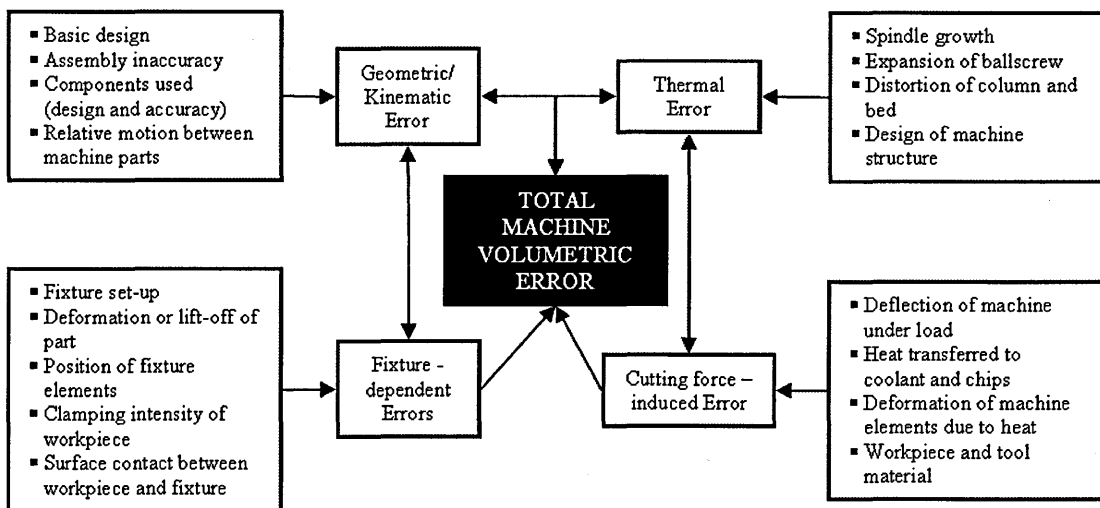 ▪ Basic design
▪ Assembly inaccuracy
▪ Components used
(design and accuracy)
▪ Relative motion between
machine parts
Geometric/
Kinematic
Error
Thermal
Error
▪ Spindle growth
▪ Expansion of ballscrew
▪ Distortion of column and
bed
▪ Design of machine
structure
TOTAL
MACHINE
VOLUMETRIC
ERROR
▪ Fixture set-up
▪ Deformation or lift-off of
part
▪ Position of fixture
elements
▪ Clamping intensity of
workpiece
▪ Surface contact between
workpiece and fixture
Fixture -
dependent
Errors
Cutting force –
induced Error
▪ Deflection of machine
under load
▪ Heat transferred to
coolant and chips
▪ Deformation of machine
elements due to heat
▪ Workpiece and tool
material